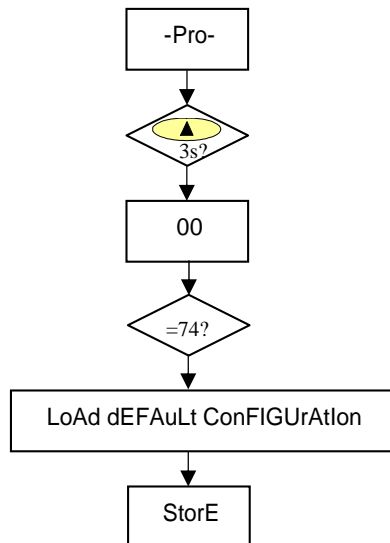 -Pro-
3s?
00
=74?
LoAd dEFAuLt ConFIGUrAtIon
StorE